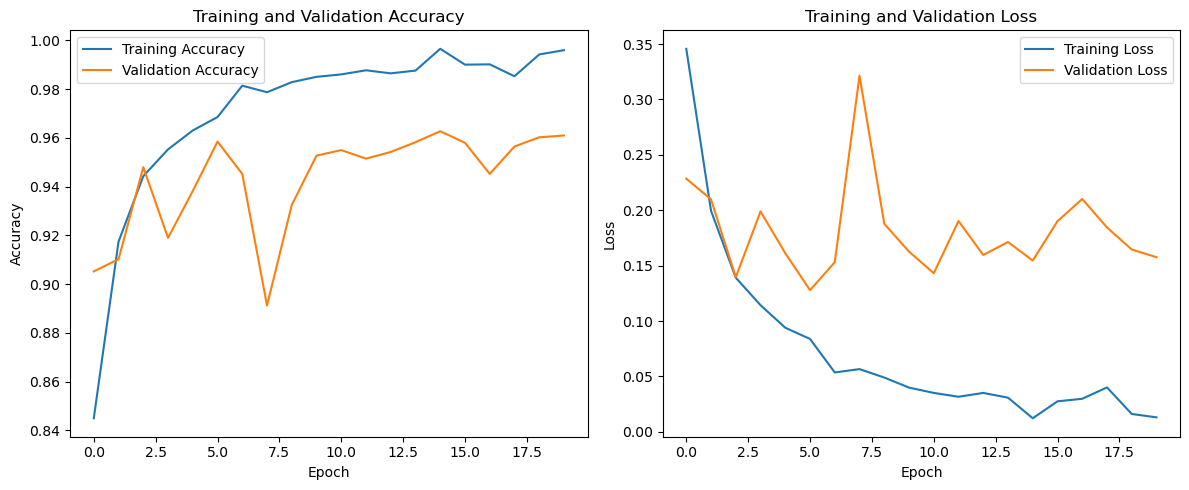 Training and Validation Accuracy
1.00
0.98
0.96
0.94
0.92
0.90
0.88
0.86
0.84
Accuracy
Training Accuracy
Validation Accuracy
0.0 2.5 5.0 7.5 10.0 12.5 15.0 17.5
Epoch
Training and Validation Loss
0.35
0.30
0.25
0.20
0.15
0.10
0.05
0.00
Loss
Training Loss
Validation Loss
0.0 2.5 5.0 7.5 10.0 12.5 15.0 17.5
Epoch